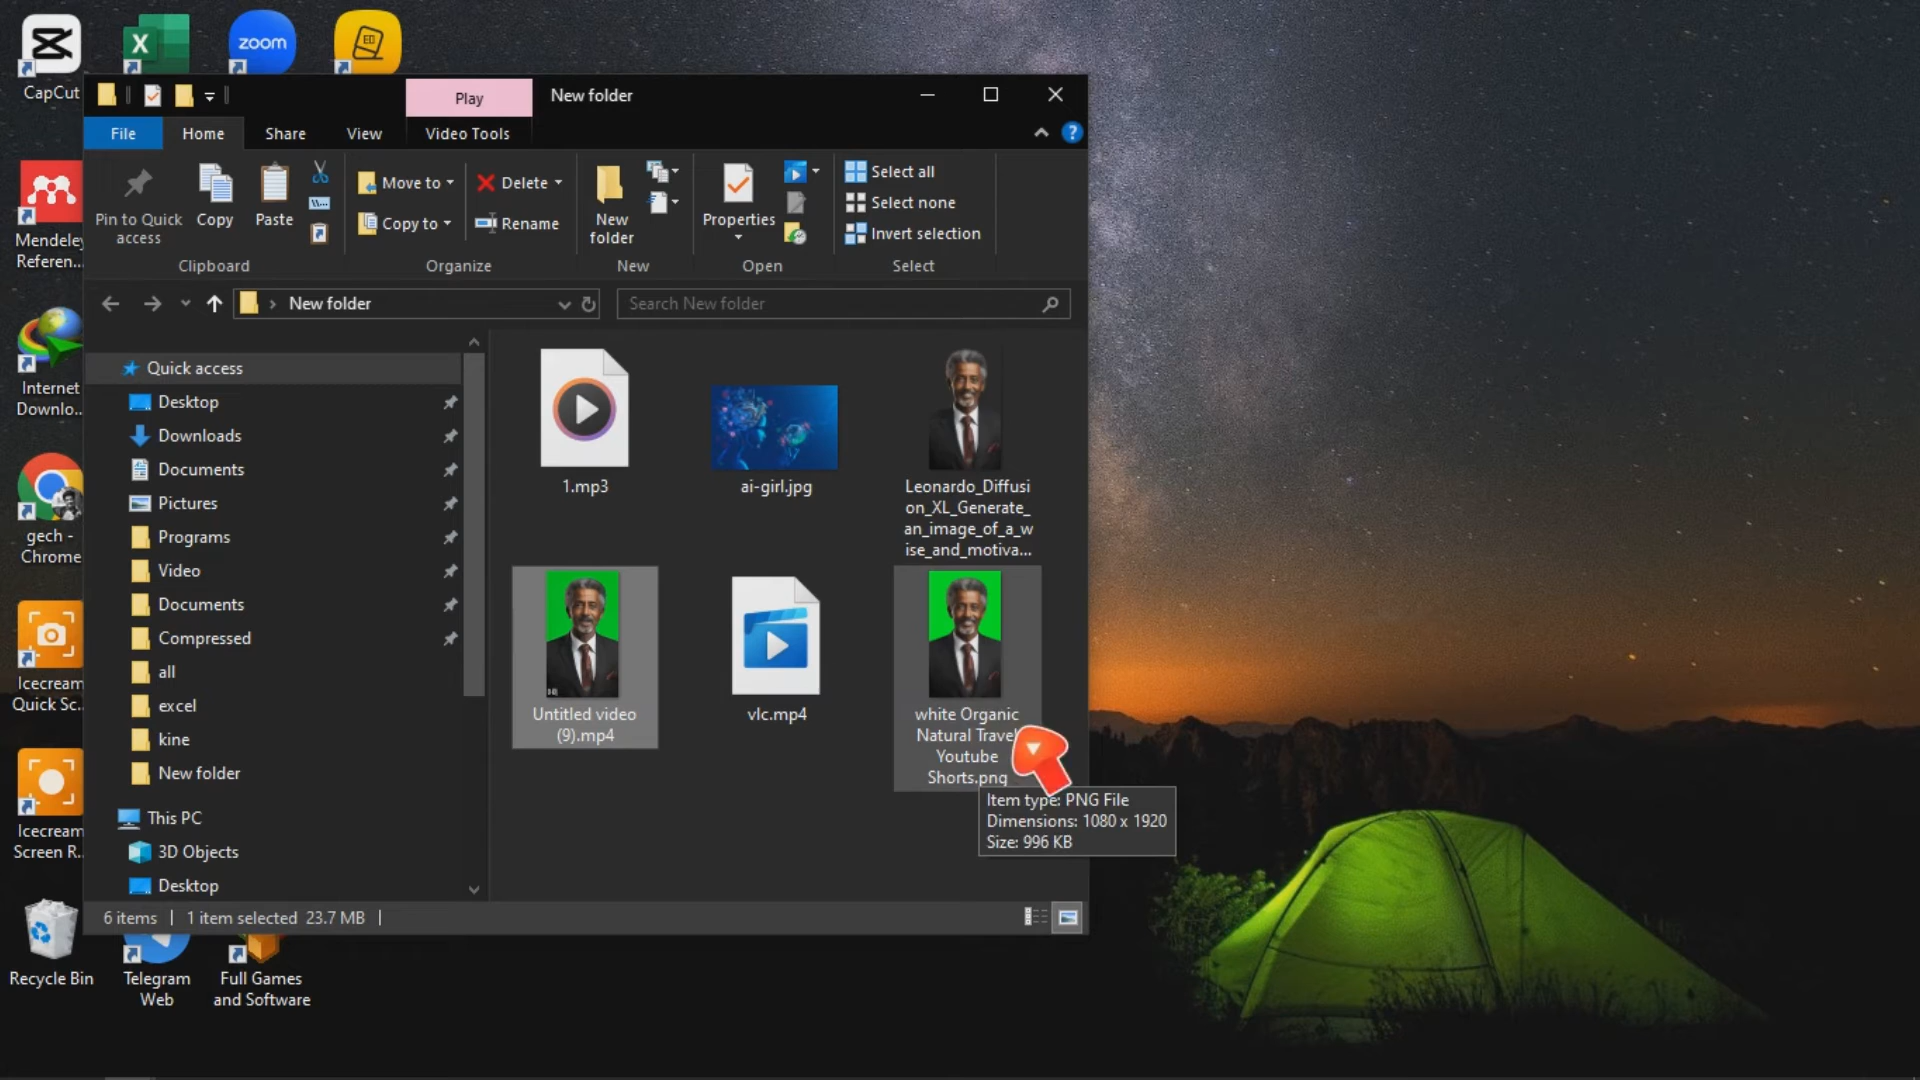 zoom
CapCut
Play
New folder
File
Home
Share
View
Video Tools
Mendeley
Referen...
Pin to Quick
access
Copy
Paste
Move to
Copy to
Delete
Rename
New
folder
Properties
Select all
Select none
Invert selection
Clipboard
Organize
New
Open
Select
New folder
Search New folder
Internet
Downlo...
gech -
Chrome
Icecream
Quick Sc...
Icecream
Screen R...
Quick access
Desktop
Downloads
Documents
Pictures
Programs
Video
Documents
Compressed
all
excel
kine
New folder
This PC
3D Objects
Desktop
1.mp3
ai-girl.jpg
Leonardo_Diffusi
on_XL_Generate_
an_image_of_a_w
ise_and_motiva...
Untitled video
(9).mp4
vlc.mp4
white Organic
Natural Travel
Youtube
Shorts.png
Item type: PNG File
Dimensions: 1080 x 1920
Size: 996 KB
6 items
1 item selected 23.7 MB
Recycle Bin
Telegram
Web
Full Games
and Software